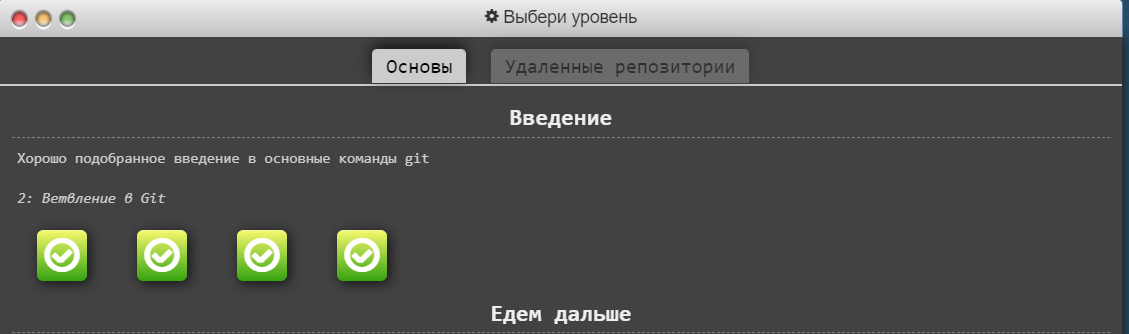 Выбери уровень
Основы
Удаленные репозитории
Введение
Хорошо подобранное введение в основные команды git
2: Ветвление в Git
Едем дальше